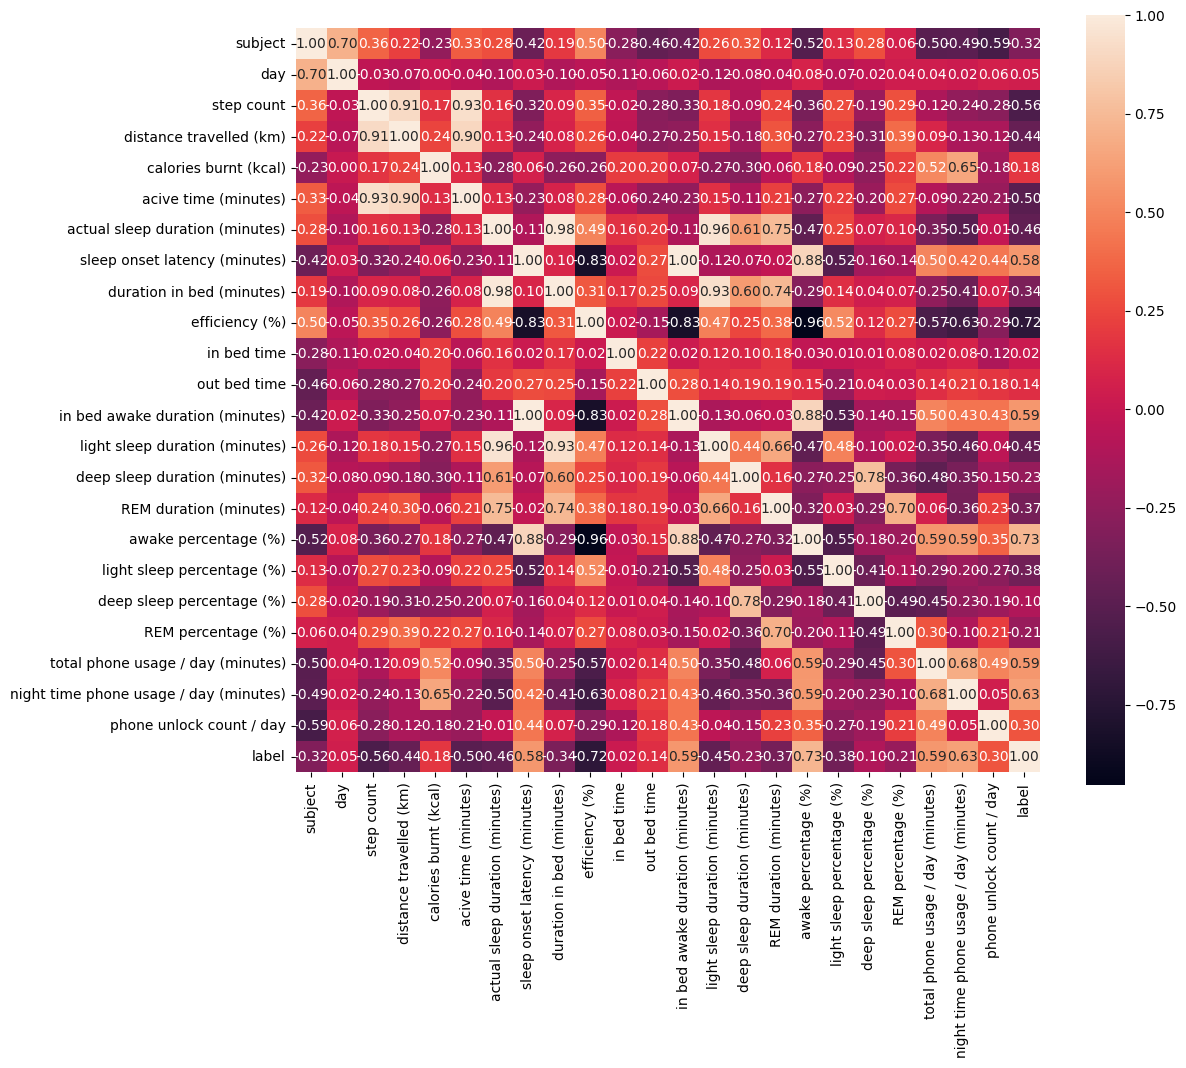 subject 1.00 0.70 0.36 0.22 -0.23 0.33 0.28 -0.42 0.19 0.50 -0.28 -0.46 -0.42 0.26 0.32 0.12 -0.52 0.13 0.28 0.06 -0.50 -0.49 -0.59 -0.32
day 0.70 1.00 -0.03 -0.07 0.00 -0.04 -0.10 0.03 -0.10 -0.05 -0.11 -0.06 0.02 -0.12 -0.08 -0.04 0.08 -0.07 -0.02 0.04 0.04 0.02 0.06 0.05
step count 0.36 -0.03 1.00 0.91 0.17 0.93 0.16 -0.32 0.09 0.35 -0.02 -0.28 -0.33 0.18 -0.09 0.24 -0.36 0.27 -0.19 0.29 -0.12 -0.24 -0.28 -0.56
distance travelled (km) 0.22 -0.07 0.91 1.00 0.24 0.90 0.13 -0.24 0.08 0.26 -0.04 -0.27 -0.25 0.15 -0.18 0.30 -0.27 0.23 -0.31 0.39 0.09 -0.13 -0.12 -0.44
calories burnt (kcal) -0.23 0.00 0.17 0.24 1.00 0.13 -0.28 0.06 -0.26 -0.26 0.20 0.20 0.07 -0.27 -0.30 -0.06 0.18 -0.09 -0.25 0.22 0.52 0.65 -0.18 0.18
acive time (minutes) 0.33 -0.04 0.93 0.90 0.13 1.00 0.13 -0.23 0.08 0.28 -0.06 -0.24 -0.23 0.15 -0.11 0.21 -0.27 0.22 -0.20 0.27 -0.09 -0.22 -0.21 -0.50
actual sleep duration (minutes) 0.28 -0.10 0.16 0.13 -0.28 0.13 1.00 -0.11 0.98 0.49 0.16 0.20 -0.11 0.96 0.61 0.75 -0.47 0.25 0.07 0.10 -0.35 -0.50 -0.01 -0.46
sleep onset latency (minutes) -0.42 0.03 -0.32 -0.24 0.06 -0.23 -0.11 1.00 0.10 -0.83 0.02 0.27 1.00 -0.12 -0.07 -0.02 0.88 -0.52 -0.16 -0.14 0.50 0.42 0.44 0.58
duration in bed (minutes) 0.19 -0.10 0.09 0.08 -0.26 0.08 0.98 0.10 1.00 0.31 0.17 0.25 0.09 0.93 0.60 0.74 -0.29 0.14 0.04 0.07 -0.25 -0.41 0.07 -0.34
efficiency (%) 0.50 -0.05 0.35 0.26 -0.26 0.28 0.49 -0.83 0.31 1.00 0.02 -0.15 -0.83 0.47 0.25 0.38 -0.96 0.52 0.12 0.27 -0.57 -0.63 -0.29 -0.72
in bed time -0.28 -0.11 -0.02 -0.04 0.20 -0.06 0.16 0.02 0.17 0.02 1.00 0.22 0.02 0.12 0.10 0.18 -0.03 -0.01 0.01 0.08 0.02 0.08 -0.12 0.02
out bed time -0.46 -0.06 -0.28 -0.27 0.20 -0.24 0.20 0.27 0.25 -0.15 0.22 1.00 0.28 0.14 0.19 0.19 0.15 -0.21 0.04 0.03 0.14 0.21 0.18 0.14
in bed awake duration (minutes) -0.42 0.02 -0.33 -0.25 0.07 -0.23 -0.11 1.00 0.09 -0.83 0.02 0.28 1.00 -0.13 -0.06 -0.03 0.88 -0.53 -0.14 -0.15 0.50 0.43 0.43 0.59
light sleep duration (minutes) 0.26 -0.12 0.18 0.15 -0.27 0.15 0.96 -0.12 0.93 0.47 0.12 0.14 -0.13 1.00 0.44 0.66 -0.47 0.48 -0.10 0.02 -0.35 -0.46 -0.04 -0.45
deep sleep duration (minutes) 0.32 -0.08 -0.09 -0.18 -0.30 -0.11 0.61 -0.07 0.60 0.25 0.10 0.19 -0.06 0.44 1.00 0.16 -0.27 -0.25 0.78 -0.36 -0.48 -0.35 -0.15 -0.23
REM duration (minutes) 0.12 -0.04 0.24 0.30 -0.06 0.21 0.75 -0.02 0.74 0.38 0.18 0.19 -0.03 0.66 0.16 1.00 -0.32 0.03 -0.29 0.70 0.06 -0.36 0.23 -0.37
awake percentage (%) -0.52 0.08 -0.36 -0.27 0.18 -0.27 -0.47 0.88 -0.29 -0.96 -0.03 0.15 0.88 -0.47 -0.27 -0.32 1.00 -0.55 -0.18 -0.20 0.59 0.59 0.35 0.73
light sleep percentage (%) 0.13 -0.07 0.27 0.23 -0.09 0.22 0.25 -0.52 0.14 0.52 -0.01 -0.21 -0.53 0.48 -0.25 0.03 -0.55 1.00 -0.41 -0.11 -0.29 -0.20 -0.27 -0.38
deep sleep percentage (%) 0.28 -0.02 -0.19 -0.31 -0.25 -0.20 0.07 -0.16 0.04 0.12 0.01 0.04 -0.14 -0.10 0.78 -0.29 -0.18 -0.41 1.00 -0.49 -0.45 -0.23 -0.19 -0.10
REM percentage (%) 0.06 0.04 0.29 0.39 0.22 0.27 0.10 -0.14 0.07 0.27 0.08 0.03 -0.15 0.02 -0.36 0.70 -0.20 -0.11 -0.49 1.00 0.30 -0.10 0.21 -0.21
total phone usage / day (minutes) -0.50 0.04 -0.12 0.09 0.52 -0.09 -0.35 0.50 -0.25 -0.57 0.02 0.14 0.50 -0.35 -0.48 0.06 0.59 -0.29 -0.45 0.30 1.00 0.68 0.49 0.59
night time phone usage / day (minutes) -0.49 0.02 -0.24 -0.13 0.65 -0.22 -0.50 0.42 -0.41 -0.63 0.08 0.21 0.43 -0.46 -0.35 -0.36 0.59 -0.20 -0.23 -0.10 0.68 1.00 0.05 0.63
phone unlock count / day -0.59 0.06 -0.28 -0.12 -0.18 -0.21 -0.01 0.44 0.07 -0.29 -0.12 0.18 0.43 -0.04 -0.15 0.23 0.35 -0.27 -0.19 0.21 0.49 0.05 1.00 0.30
label -0.32 0.05 -0.56 -0.44 0.18 -0.50 -0.46 0.58 -0.34 -0.72 0.02 0.14 0.59 -0.45 -0.23 -0.37 0.73 -0.38 -0.10 -0.21 0.59 0.63 0.30 1.00
subject
day
step count
distance travelled (km)
calories burnt (kcal)
acive time (minutes)
actual sleep duration (minutes)
sleep onset latency (minutes)
duration in bed (minutes)
efficiency (%)
in bed time
out bed time
in bed awake duration (minutes)
light sleep duration (minutes)
deep sleep duration (minutes)
REM duration (minutes)
awake percentage (%)
light sleep percentage (%)
deep sleep percentage (%)
REM percentage (%)
total phone usage / day (minutes)
night time phone usage / day (minutes)
phone unlock count / day
label
1.00
0.75
0.50
0.25
0.00
−0.25
−0.50
−0.75